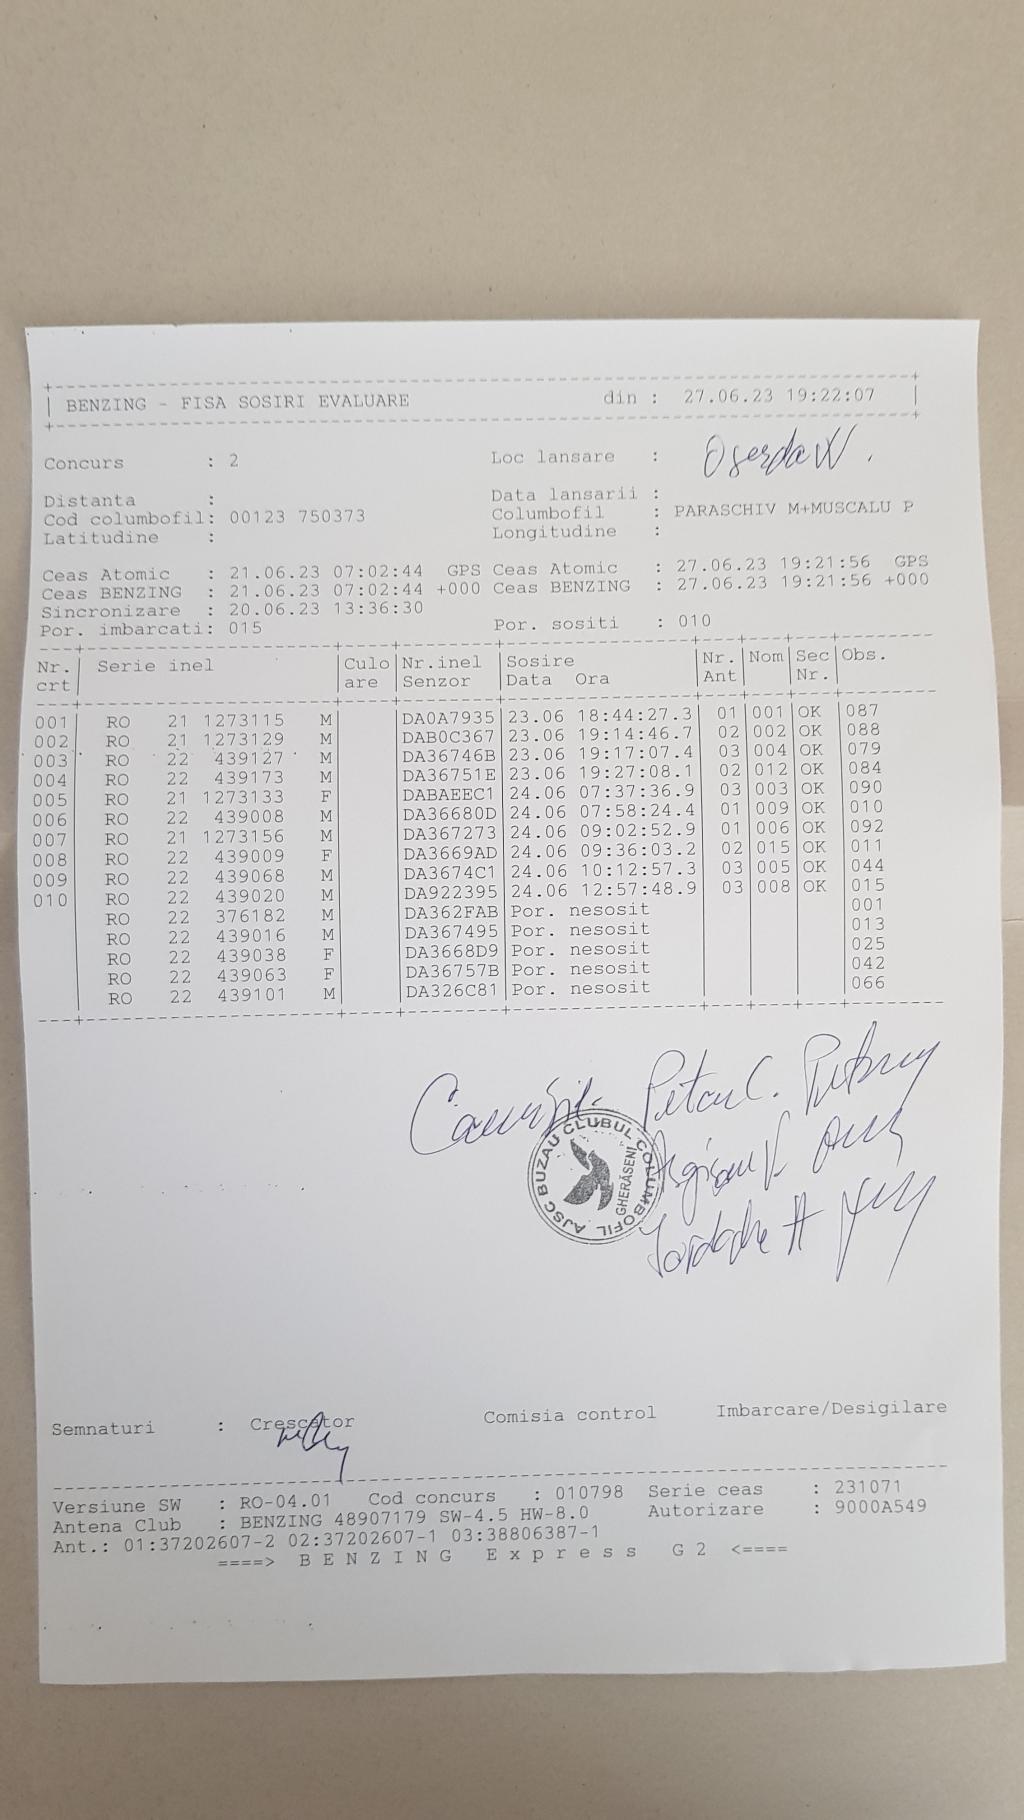 BENZING - FISA SOSIRI EVALUARE din : 27.06.23 19:22:07
Concurs : 2 Loc lansare :
Distanta : Data lansarii :
Cod columbofil: 00123 750373 Columbofil : PARASCHIV M+MUSCALU P
Latitudine : Longitudine :
Ceas Atomic : 21.06.23 07:02:44 GPS Ceas Atomic : 27.06.23 19:21:56 GPS
Ceas BENZING : 21.06.23 07:02:44 +000 Ceas BENZING : 27.06.23 19:21:56 +000
Sincronizare : 20.06.23 13:36:30
Por. imbarcati: 015 Por. sositi : 010
Nr. Serie inel Culo Nr.inel Sosire Nr. Nom Sec Obs.
crt are Senzor Data Ora Ant Nr.
001 RO 21 1273115 M DA0A7935 23.06 18:44:27.3 01 001 OK 087
002 RO 21 1273129 M DAB0C367 23.06 19:14:46.7 02 002 OK 088
003 RO 22 439127 M DA36746B 23.06 19:17:07.4 03 004 OK 079
004 RO 22 439173 M DA36751E 23.06 19:27:08.1 02 012 OK 084
005 RO 21 1273133 F DABAEEC1 24.06 07:37:36.9 03 003 OK 090
006 RO 22 439008 M DA36680D 24.06 07:58:24.4 01 009 OK 010
007 RO 21 1273156 M DA367273 24.06 09:02:52.9 01 006 OK 092
008 RO 22 439009 F DA3669AD 24.06 09:36:03.2 02 015 OK 011
009 RO 22 439068 M DA3674C1 24.06 10:12:57.3 03 005 OK 044
010 RO 22 439020 M DA922395 24.06 12:57:48.9 03 008 OK 015
RO 22 376182 M DA362FAB Por. nesosit 001
RO 22 439016 M DA367495 Por. nesosit 013
RO 22 439038 F DA3668D9 Por. nesosit 025
RO 22 439063 F DA36757B Por. nesosit 042
RO 22 439101 M DA326C81 Por. nesosit 066
AJSC BUZAU CLUBUL COLUMBOFIL
GHERĂSENI
Semnaturi : Crescator Comisia control Imbarcare/Desigilare
Versiune SW : RO-04.01 Cod concurs : 010798 Serie ceas : 231071
Antena Club : BENZING 48907179 SW-4.5 HW-8.0 Autorizare : 9000A549
Ant.: 01:37202607-2 02:37202607-1 03:38806387-1
====> B E N Z I N G E x p r e s s G 2 <====